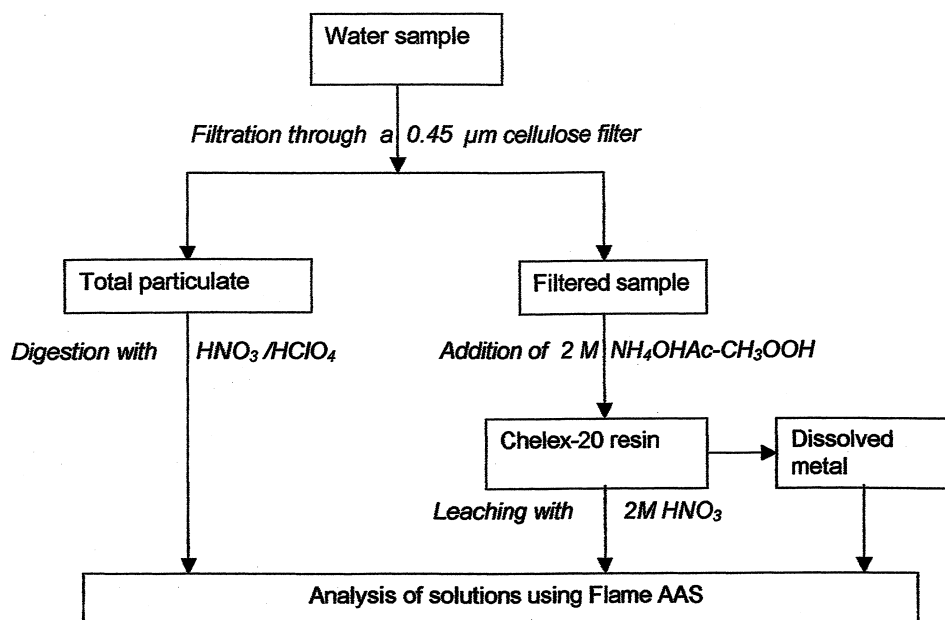 Water sample
Filtration through a 0.45 µm cellulose filter
Total particulate
Filtered sample
Digestion with HNO₃/HClO₄
Addition of 2 M NH₄OHAc-CH₃OOH
Chelex-20 resin
Dissolved
metal
Leaching with 2M HNO₃
Analysis of solutions using Flame AAS